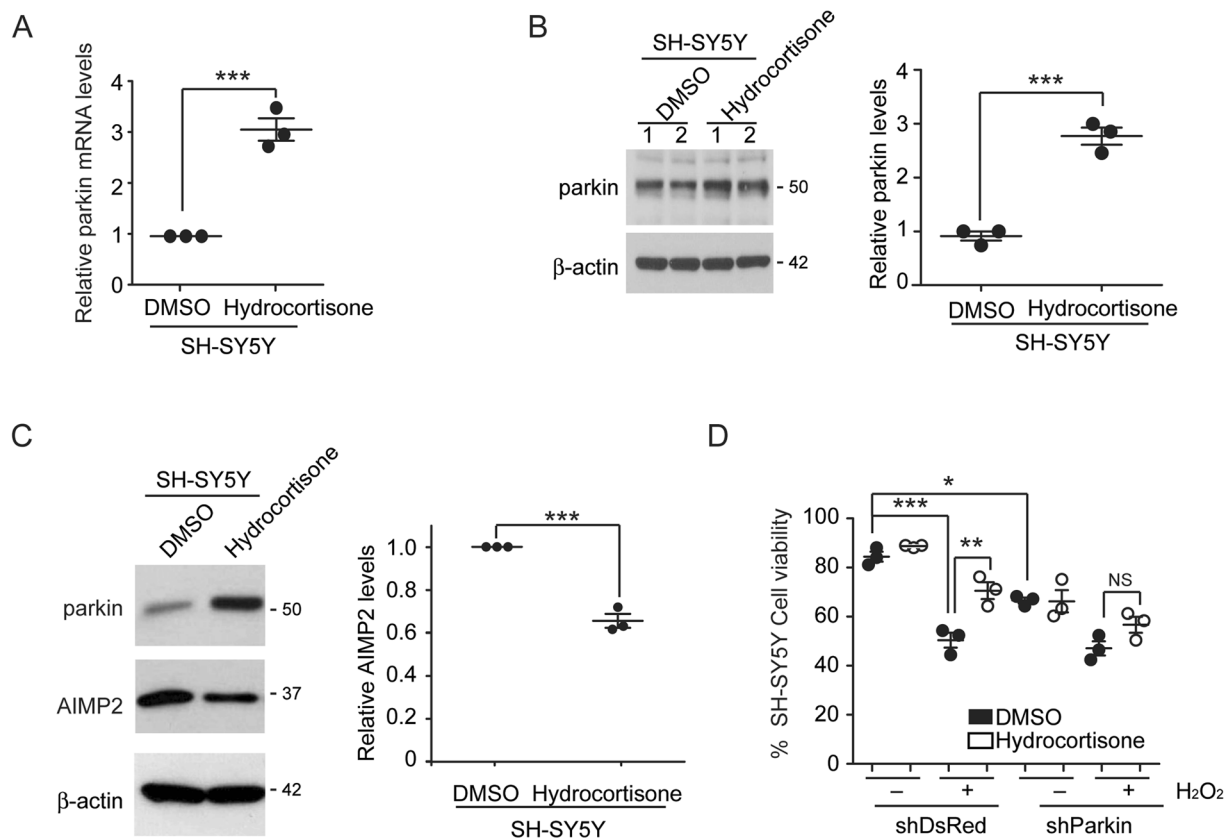 A
Relative parkin mRNA levels
4
3
2
1
0
***
DMSO Hydrocortisone
SH-SY5Y
B
SH-SY5Y
DMSO
Hydrocortisone
1 2 1 2
parkin
- 50
β-actin
- 42
Relative parkin levels
4
3
2
1
0
***
DMSO Hydrocortisone
SH-SY5Y
C
SH-SY5Y
DMSO
Hydrocortisone
parkin
- 50
AIMP2
- 37
β-actin
- 42
Relative AIMP2 levels
1.0
0.8
0.6
0.4
0.2
0
***
DMSO Hydrocortisone
SH-SY5Y
D
% SH-SY5Y Cell viability
100
80
60
40
80
20
0
*
***
**
NS
DMSO
Hydrocortisone
– + – + H₂O₂
shDsRed shParkin